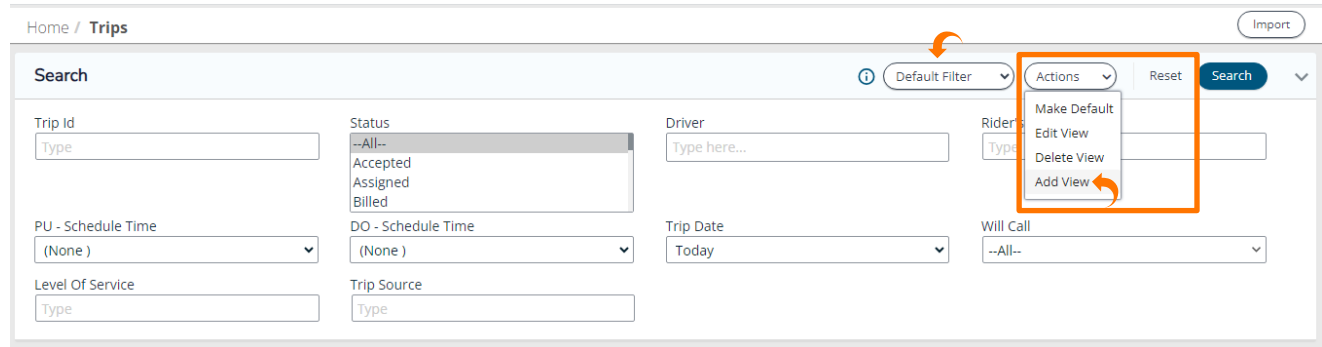 Home / Trips
Import
Search
Default Filter
Actions
Reset
Search
Make Default
Edit View
Delete View
Add View
Trip Id
Status
Driver
Rider's
Type
--All--
Accepted
Assigned
Billed
Type here...
Type
PU - Schedule Time
DO - Schedule Time
Trip Date
Will Call
(None )
(None )
Today
--All--
Level Of Service
Trip Source
Type
Type